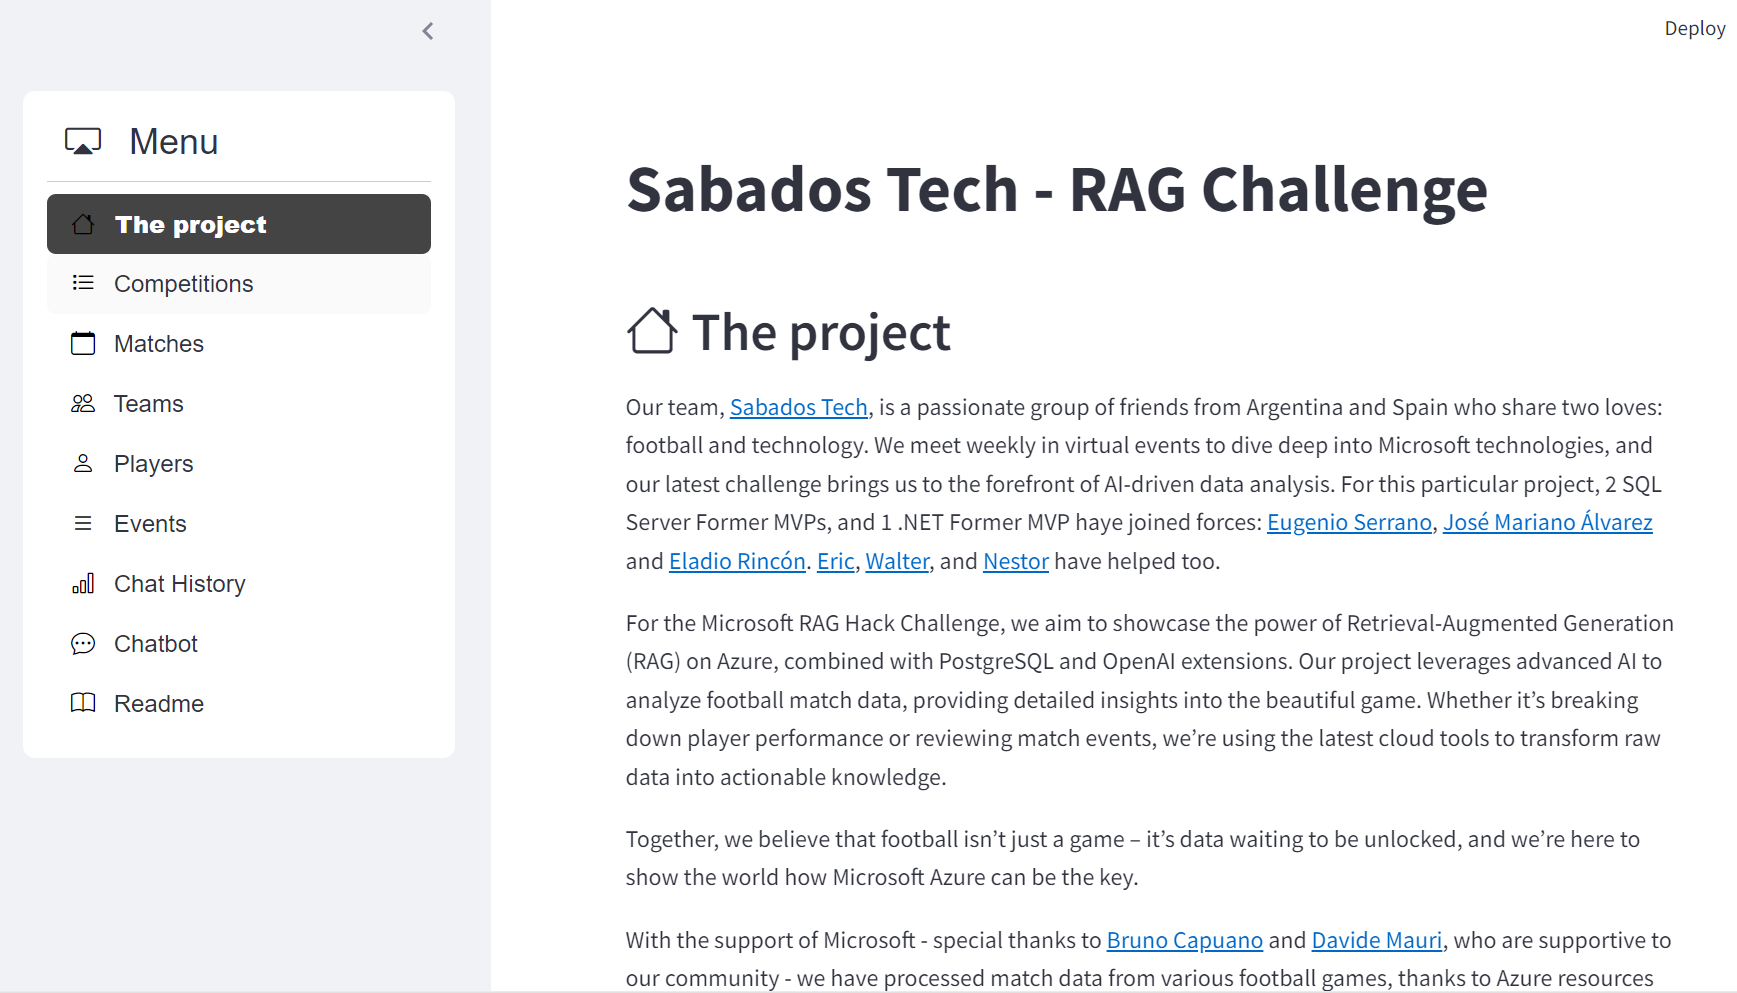 Deploy
Menu
The project
Competitions
Matches
Teams
Players
Events
Chat History
Chatbot
Readme
Sabados Tech - RAG Challenge
The project
Our team, Sabados Tech, is a passionate group of friends from Argentina and Spain who share two loves:
football and technology. We meet weekly in virtual events to dive deep into Microsoft technologies, and
our latest challenge brings us to the forefront of AI-driven data analysis. For this particular project, 2 SQL
Server Former MVPs, and 1 .NET Former MVP haye joined forces: Eugenio Serrano, José Mariano Álvarez
and Eladio Rincón. Eric, Walter, and Nestor have helped too.
For the Microsoft RAG Hack Challenge, we aim to showcase the power of Retrieval-Augmented Generation
(RAG) on Azure, combined with PostgreSQL and OpenAI extensions. Our project leverages advanced AI to
analyze football match data, providing detailed insights into the beautiful game. Whether it’s breaking
down player performance or reviewing match events, we’re using the latest cloud tools to transform raw
data into actionable knowledge.
Together, we believe that football isn’t just a game – it’s data waiting to be unlocked, and we’re here to
show the world how Microsoft Azure can be the key.
With the support of Microsoft - special thanks to Bruno Capuano and Davide Mauri, who are supportive to
our community - we have processed match data from various football games, thanks to Azure resources